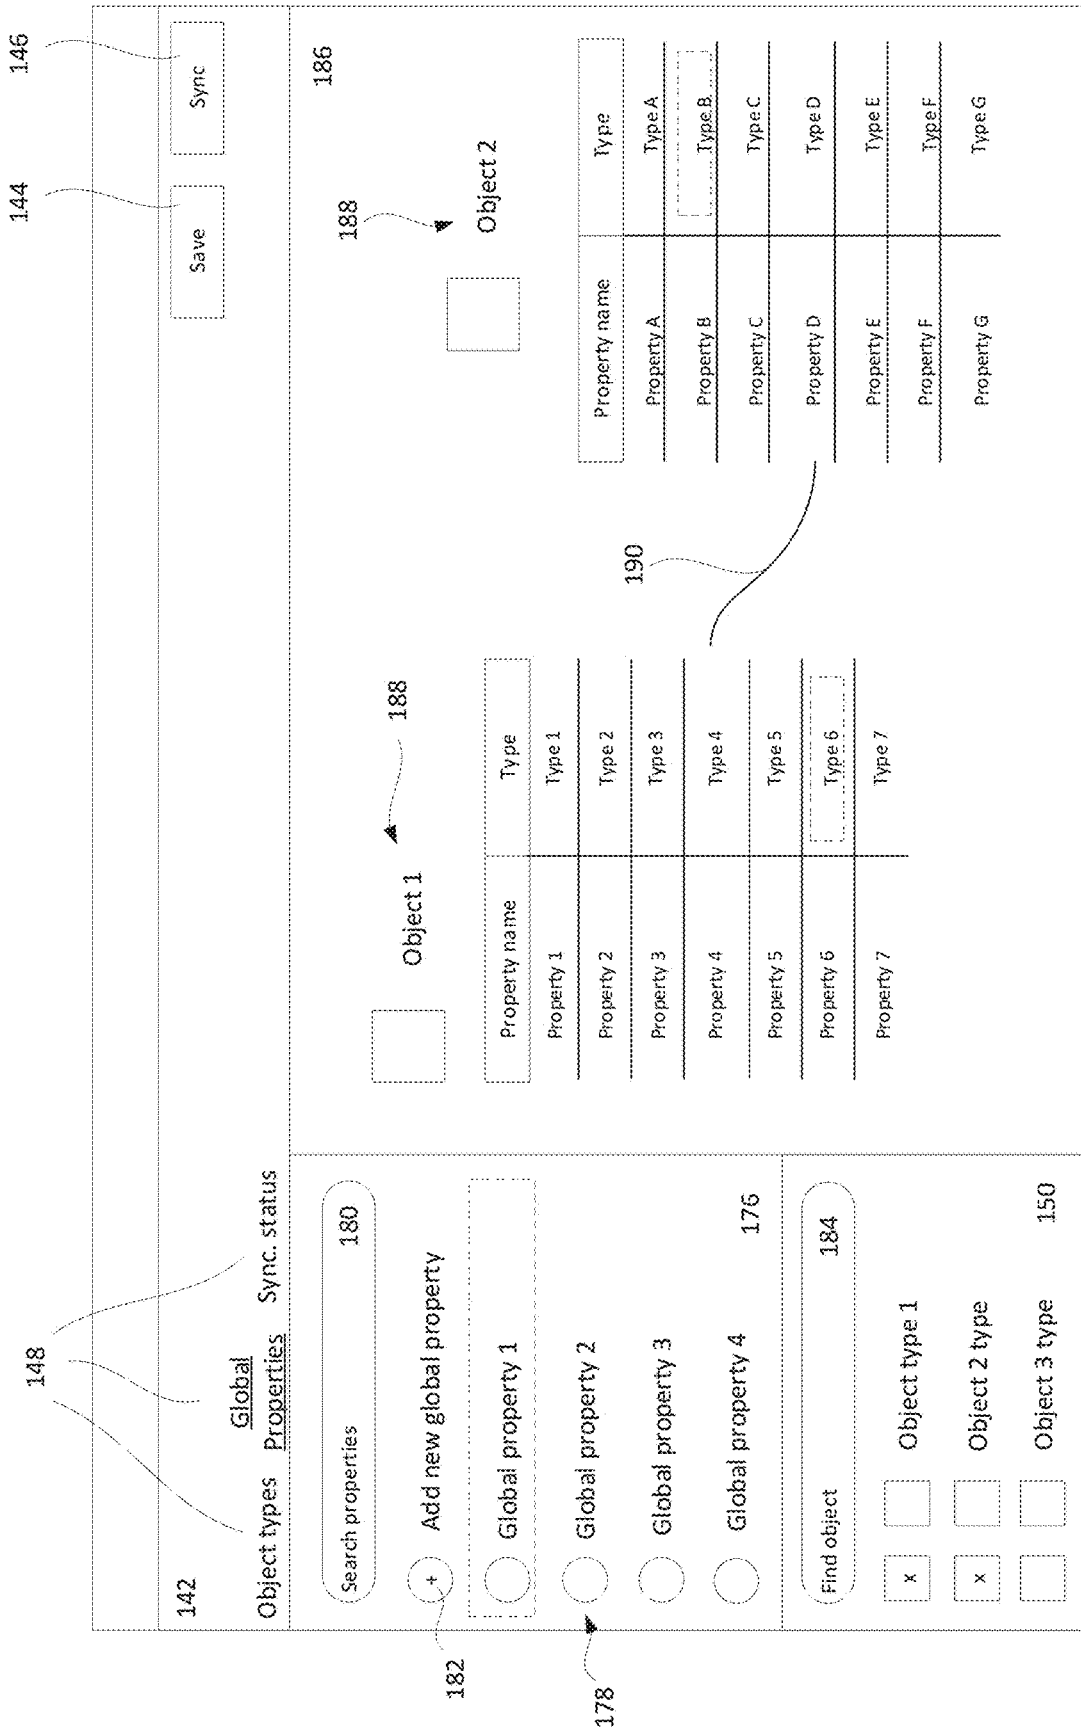 148
144
146
142
Object types
Global
Properties
Sync. status
Save
Sync
Search properties
180
+
Add new global property
182
Global property 1
Global property 2
178
Global property 3
Global property 4
176
Find object
184
x
Object type 1
x
Object 2 type
Object 3 type
150
186
Object 1
188
Property name Type
Property 1 Type 1
Property 2 Type 2
Property 3 Type 3
Property 4 Type 4
Property 5 Type 5
Property 6 Type 6
Property 7 Type 7
190
188
Object 2
Property name Type
Property A Type A
Property B Type B
Property C Type C
Property D Type D
Property E Type E
Property F Type F
Property G Type G